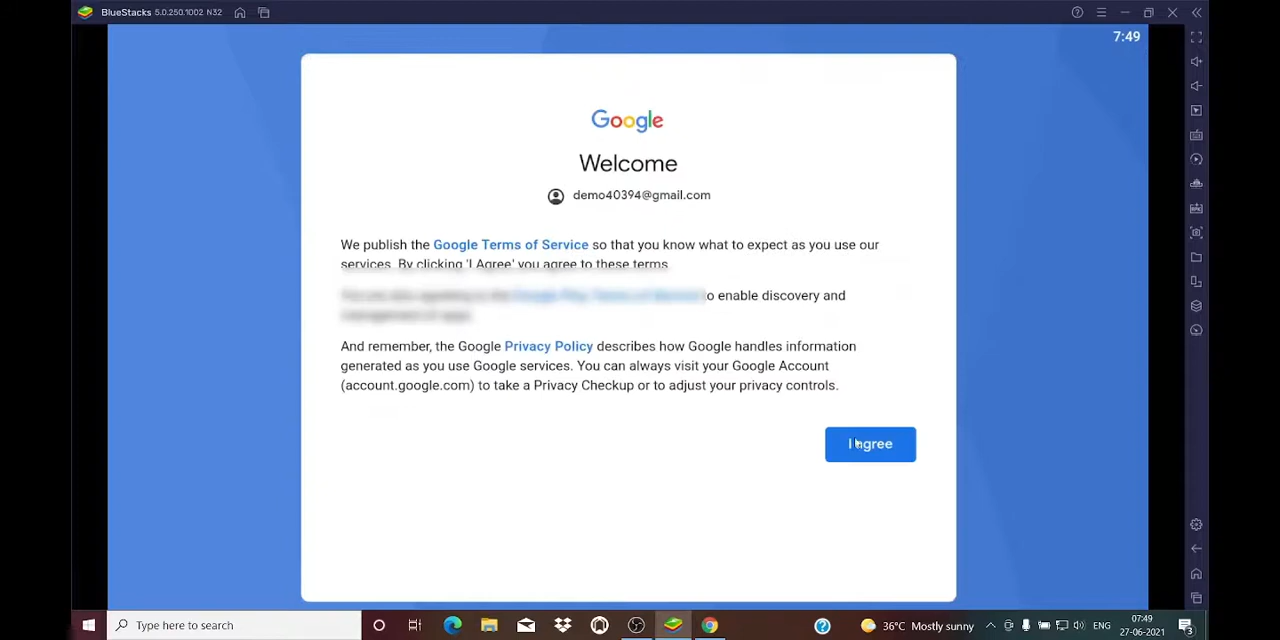 BlueStacks 5.0.250.1002 N32
7:49
Google
Welcome
demo40394@gmail.com
We publish the Google Terms of Service so that you know what to expect as you use our
services. By clicking 'I Agree' you agree to these terms
to enable discovery and
And remember, the Google Privacy Policy describes how Google handles information
generated as you use Google services. You can always visit your Google Account
(account.google.com) to take a Privacy Checkup or to adjust your privacy controls.
I agree
Type here to search
36°C Mostly sunny
ENG
07:49
27-06-2021
3